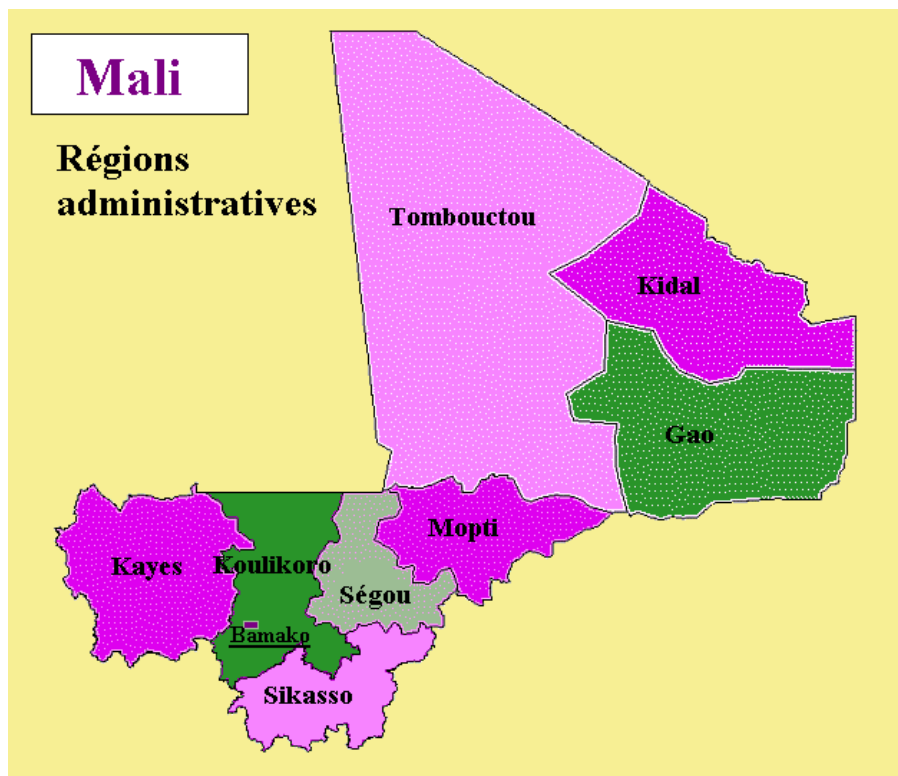 Mali
Régions
administratives
Tombouctou
Kidal
Gao
Mopti
Kayes
Koulikoro
Ségou
Bamako
Sikasso